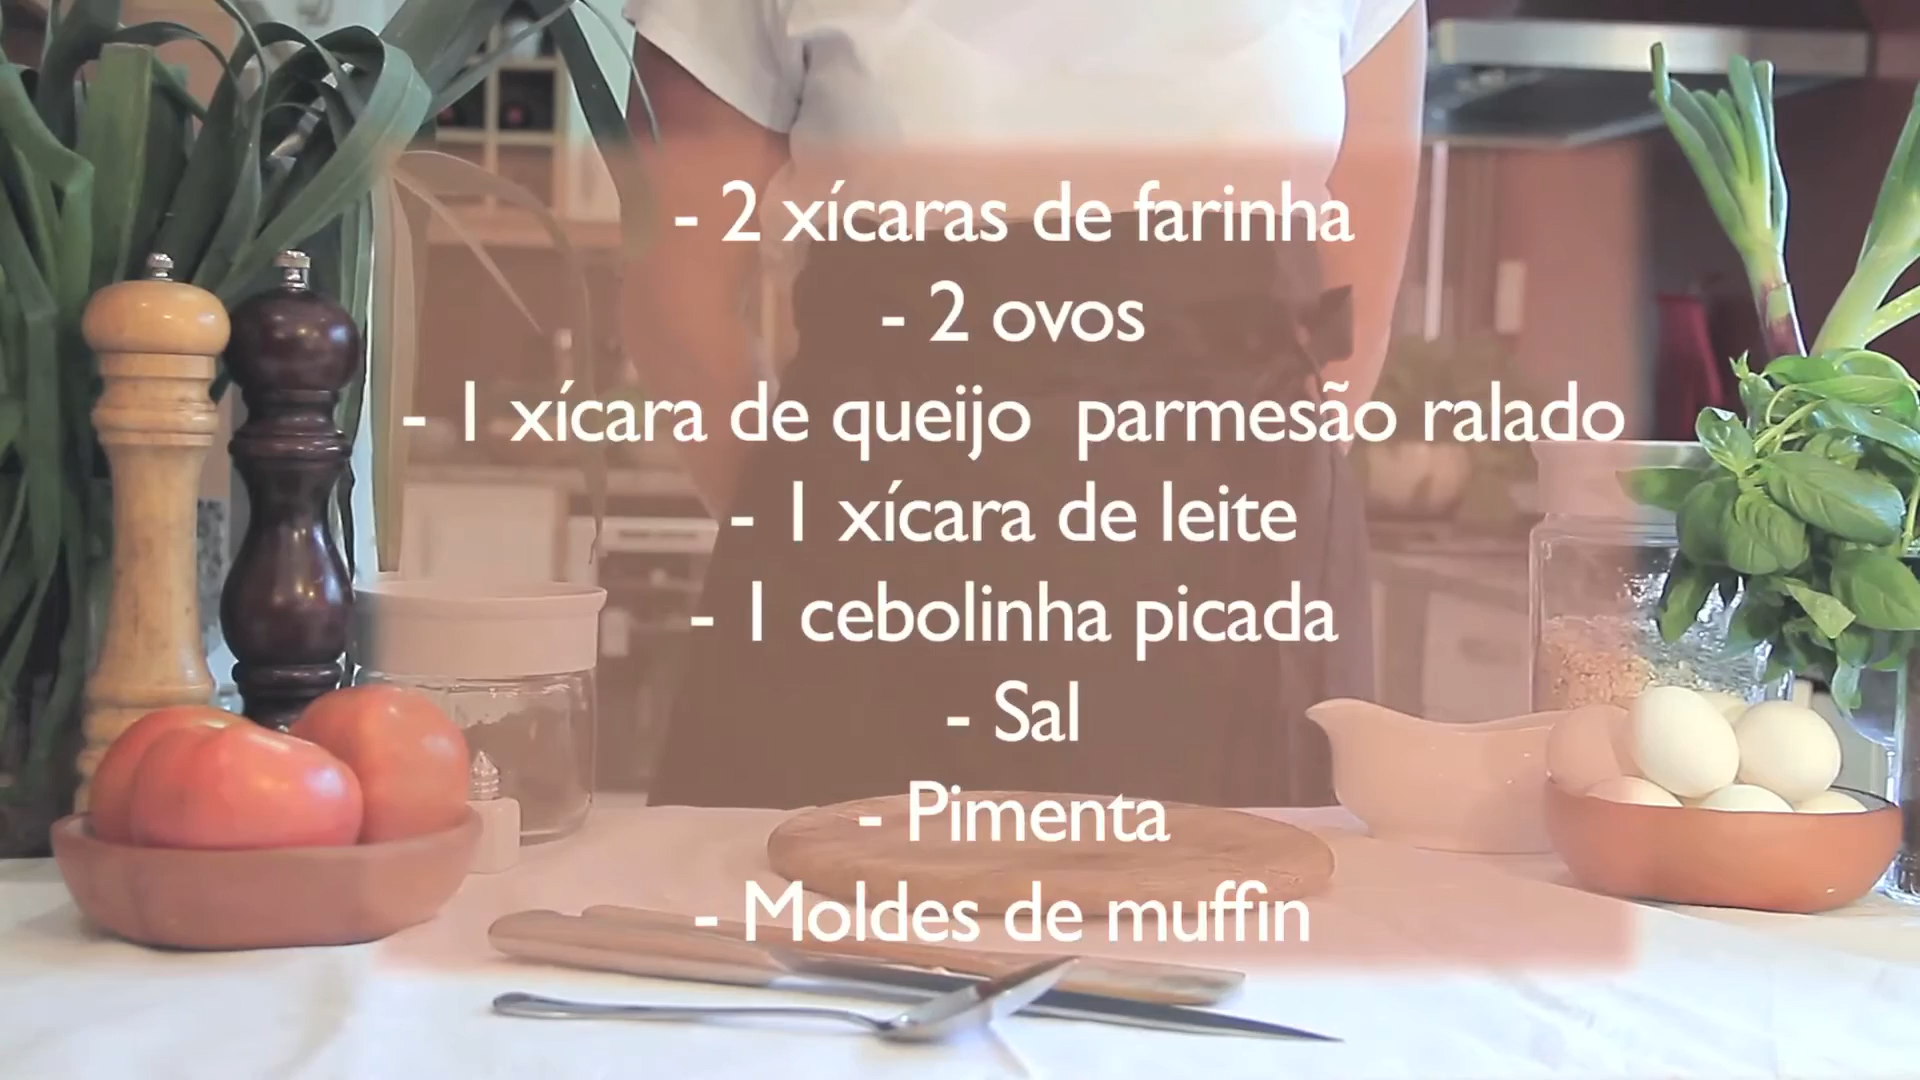 - 2 xícaras de farinha
- 2 ovos
- 1 xícara de queijo  parmesão ralado
- 1 xícara de leite
- 1 cebolinha picada
- Sal
- Pimenta
- Moldes de muffin